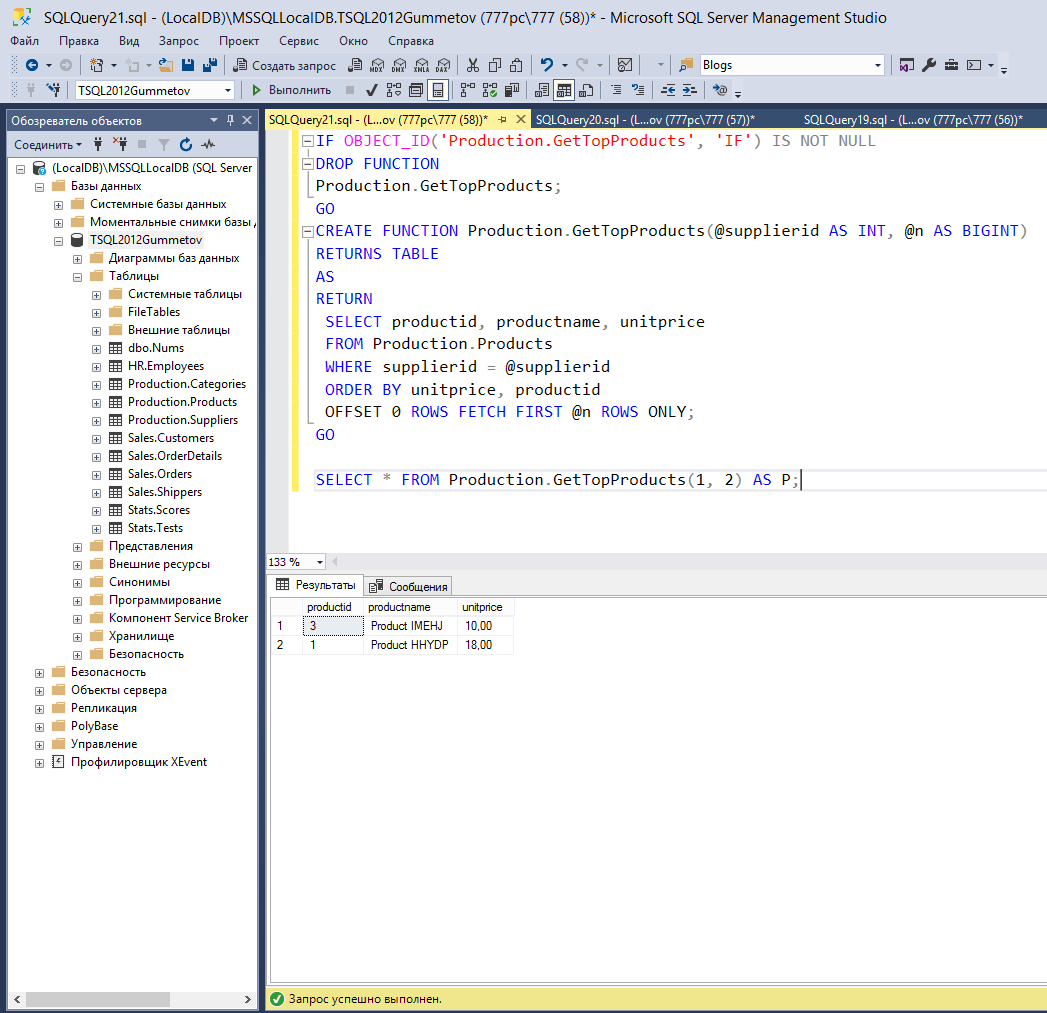 SQLQuery21.sql - (LocalDB)\MSSQLLocalDB.TSQL2012Gummetov (777pc\777 (58))* - Microsoft SQL Server Management Studio
Файл Правка Вид Запрос Проект Сервис Окно Справка
Создать запрос MDX DMX XMLA DAX Blogs
TSQL2012Gummetov Выполнить
Обозреватель объектов
Соединить
(LocalDB)\MSSQLLocalDB (SQL Server
Базы данных
Системные базы данных
Моментальные снимки базы
TSQL2012Gummetov
Диаграммы баз данных
Таблицы
Системные таблицы
FileTables
Внешние таблицы
dbo.Nums
HR.Employees
Production.Categories
Production.Products
Production.Suppliers
Sales.Customers
Sales.OrderDetails
Sales.Orders
Sales.Shippers
Stats.Scores
Stats.Tests
Представления
Внешние ресурсы
Синонимы
Программирование
Компонент Service Broker
Хранилище
Безопасность
Безопасность
Объекты сервера
Репликация
PolyBase
Управление
Профилировщик XEvent
SQLQuery21.sql - (L...ov (777pc\777 (58))* SQLQuery20.sql - (L...ov (777pc\777 (57))* SQLQuery19.sql - (L...ov (777pc\777 (56))*
IF OBJECT_ID('Production.GetTopProducts', 'IF') IS NOT NULL
DROP FUNCTION
Production.GetTopProducts;
GO
CREATE FUNCTION Production.GetTopProducts(@supplierid AS INT, @n AS BIGINT)
RETURNS TABLE
AS
RETURN
SELECT productid, productname, unitprice
FROM Production.Products
WHERE supplierid = @supplierid
ORDER BY unitprice, productid
OFFSET 0 ROWS FETCH FIRST @n ROWS ONLY;
GO
SELECT * FROM Production.GetTopProducts(1, 2) AS P;
133 %
Результаты Сообщения
productid productname unitprice
1 3 Product IMEHJ 10,00
2 1 Product HHYDP 18,00
Запрос успешно выполнен.